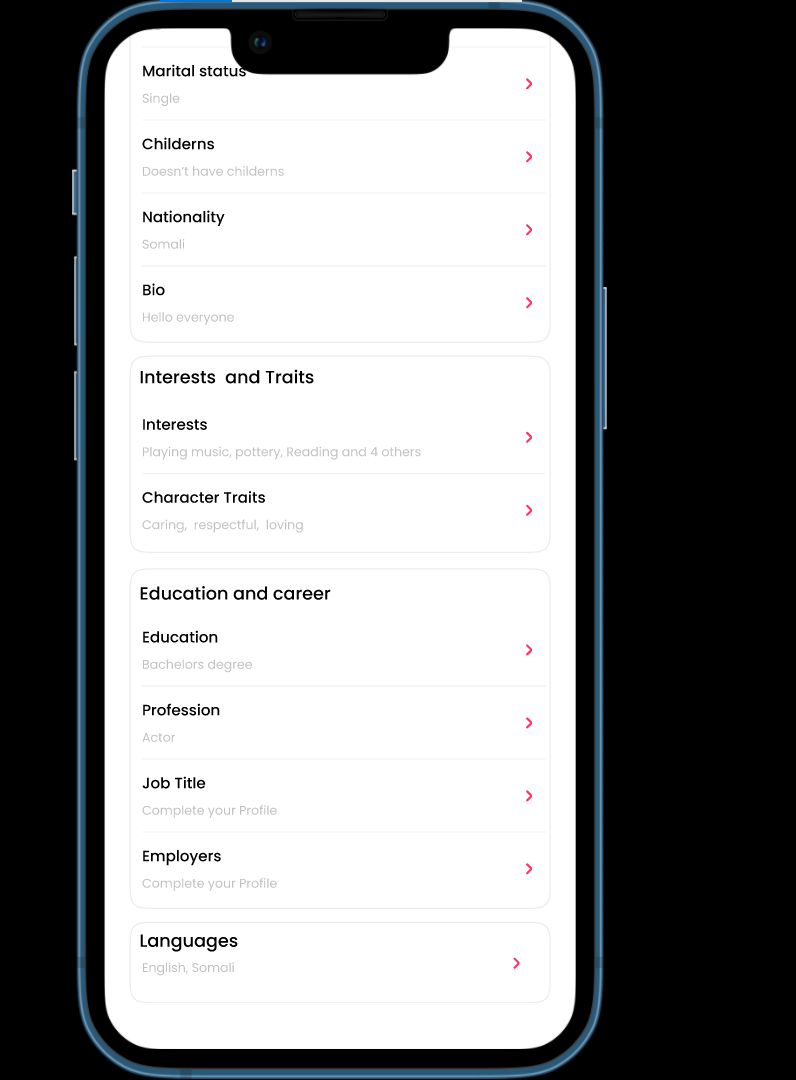 Marital status
Single
Childerns
Doesn't have childerns
Nationality
Somali
Bio
Hello everyone
Interests  and Traits
Interests
Playing music, pottery, Reading and 4 others
Character Traits
Caring,  respectful,  loving
Education and career
Education
Bachelors degree
Profession
Actor
Job Title
Complete your Profile
Employers
Complete your Profile
Languages
English, Somali